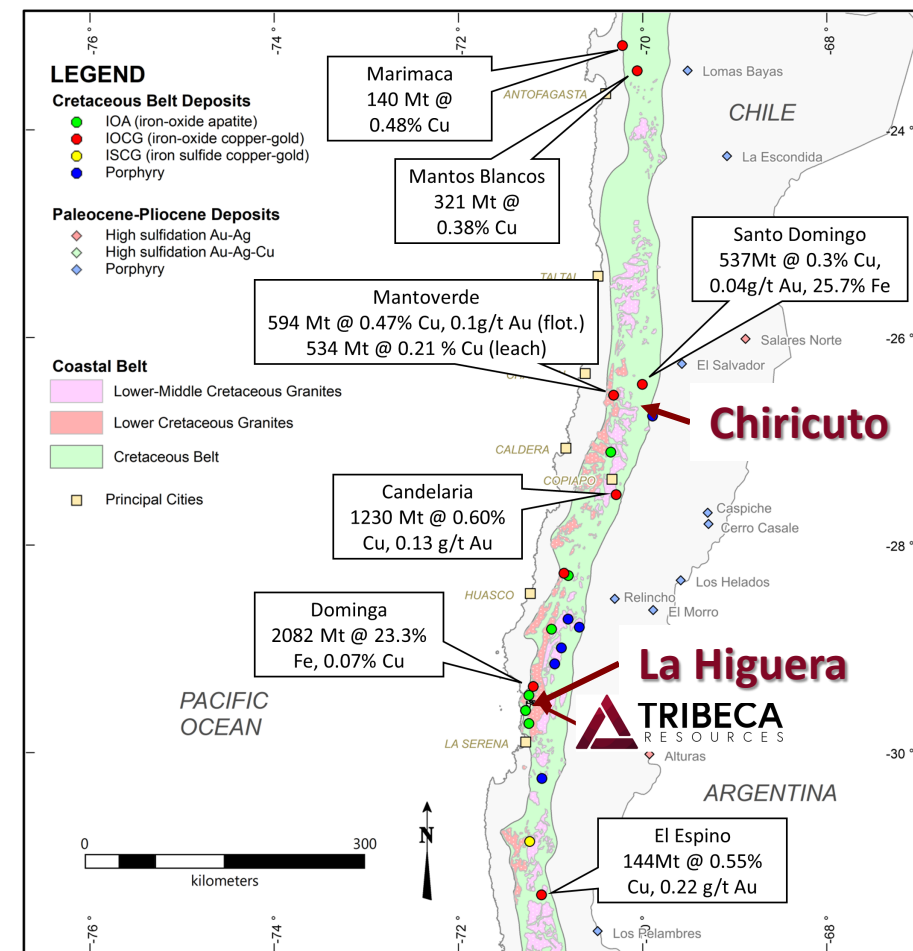 -76 °
-74 °
-72 °
-70 °
-68 °
LEGEND
Cretaceous Belt Deposits
IOA (iron-oxide apatite)
IOCG (iron-oxide copper-gold)
ISCG (iron sulfide copper-gold)
Porphyry
Paleocene-Pliocene Deposits
High sulfidation Au-Ag
High sulfidation Au-Ag-Cu
Porphyry
Coastal Belt
Lower-Middle Cretaceous Granites
Lower Cretaceous Granites
Cretaceous Belt
Principal Cities
Marimaca
140 Mt @
0.48% Cu
ANTOFAGASTA
Lomas Bayas
CHILE
-24 °
La Escondida
Mantos Blancos
321 Mt @
0.38% Cu
Santo Domingo
537Mt @ 0.3% Cu,
0.04g/t Au, 25.7% Fe
TALTAL
Mantoverde
594 Mt @ 0.47% Cu, 0.1g/t Au (flot.)
534 Mt @ 0.21 % Cu (leach)
Salares Norte
-26 °
El Salvador
Chiricuto
CALDERA
COPIAPO
Candelaria
1230 Mt @ 0.60%
Cu, 0.13 g/t Au
Caspiche
Cerro Casale
-28 °
Los Helados
HUASCO
Relincho
El Morro
Dominga
2082 Mt @ 23.3%
Fe, 0.07% Cu
La Higuera
TRIBECA
RESOURCES
PACIFIC
OCEAN
LA SERENA
Alturas
-30 °
ARGENTINA
N
0
300
kilometers
El Espino
144Mt @ 0.55%
Cu, 0.22 g/t Au
Los Pelambres
-76 °
-74 °
-72 °
-68 °